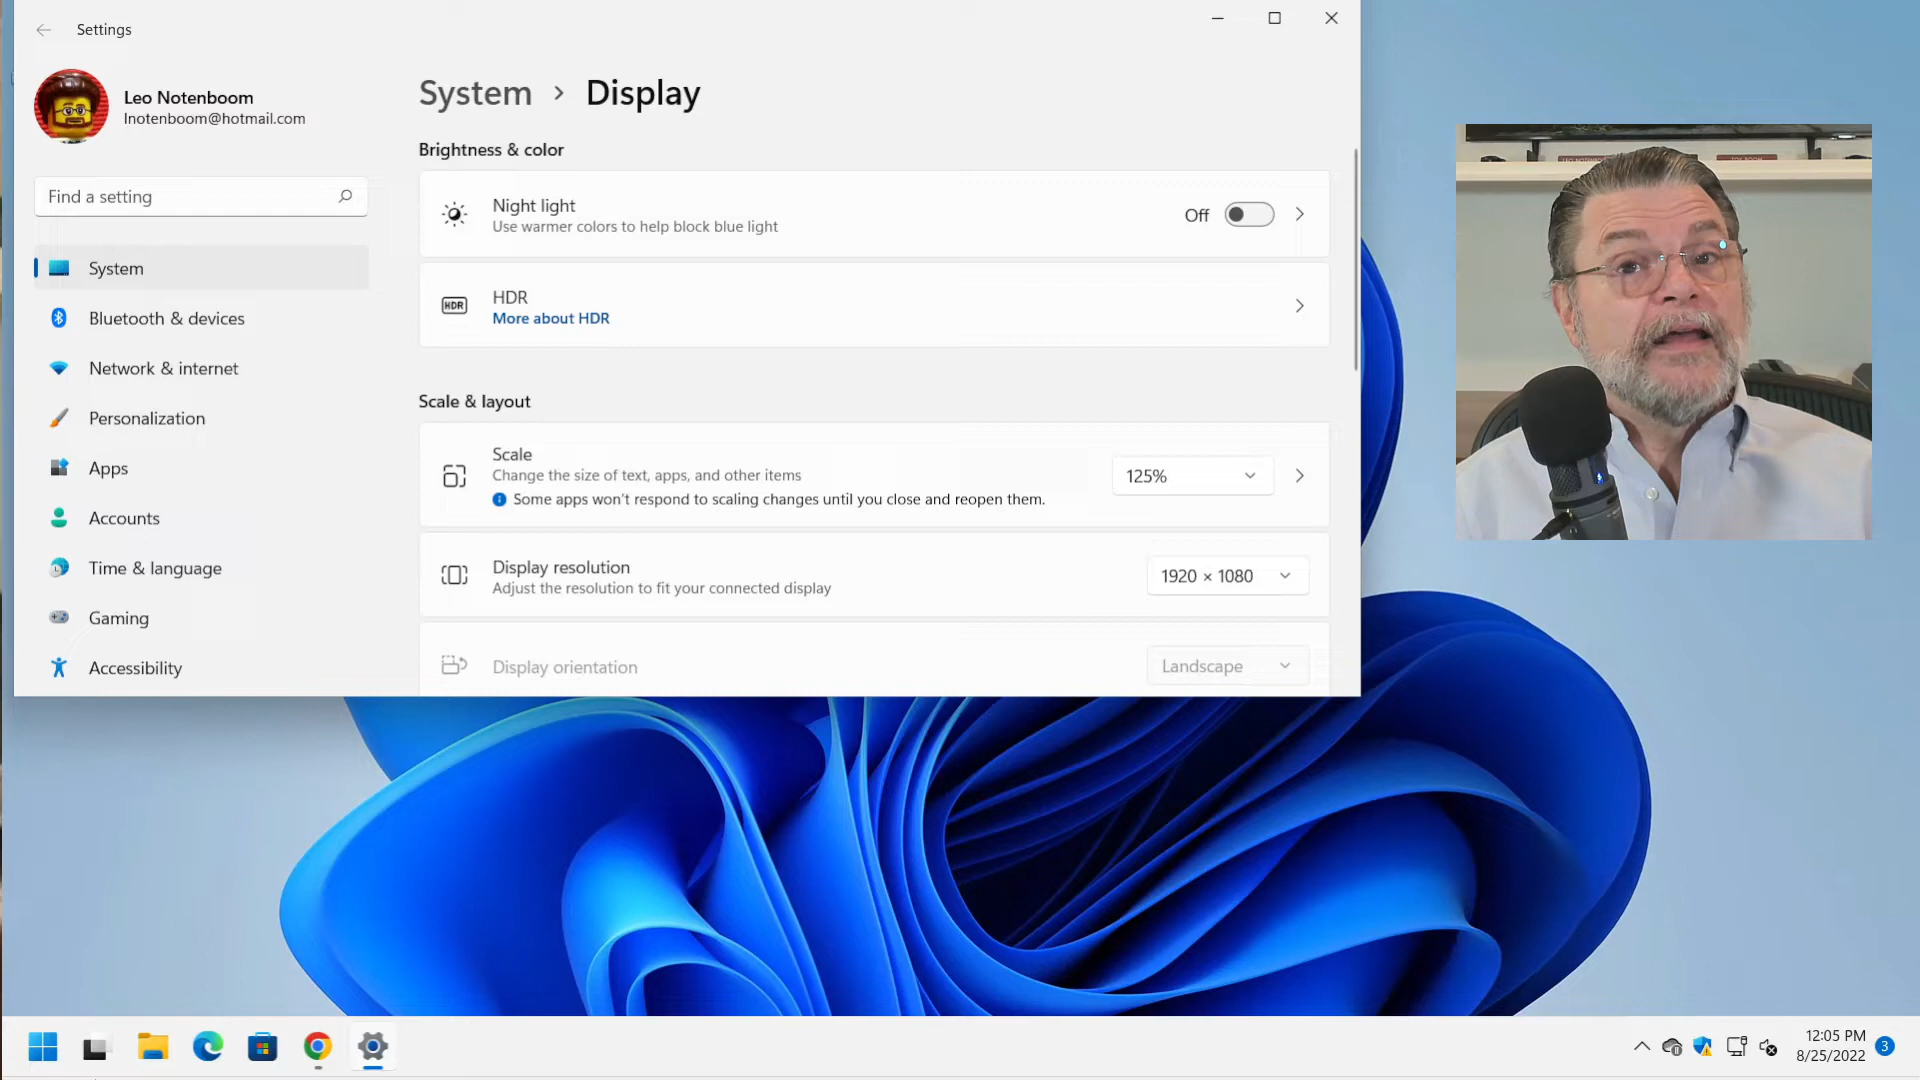 Settings
Leo Notenboom
lnotenboom@hotmail.com
Find a setting
System
Bluetooth & devices
Network & internet
Personalization
Apps
Accounts
Time & language
Gaming
Accessibility
System > Display
Brightness & color
Night light
Use warmer colors to help block blue light
Off
HDR
HDR
More about HDR
Scale & layout
Scale
Change the size of text, apps, and other items
Some apps won't respond to scaling changes until you close and reopen them.
125%
Display resolution
Adjust the resolution to fit your connected display
1920 × 1080
Display orientation
Landscape
12:05 PM
8/25/2022
3